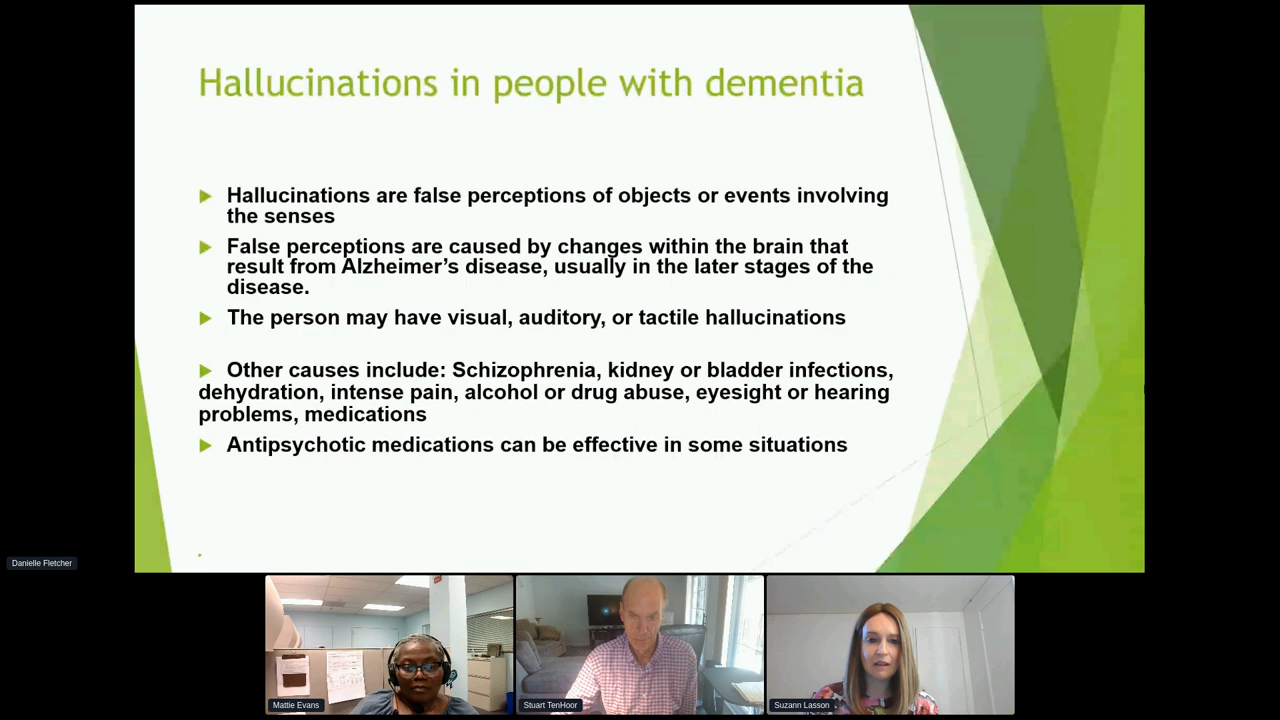 Hallucinations in people with dementia
Hallucinations are false perceptions of objects or events involving
the senses
False perceptions are caused by changes within the brain that
result from Alzheimer’s disease, usually in the later stages of the
disease.
The person may have visual, auditory, or tactile hallucinations
Other causes include: Schizophrenia, kidney or bladder infections,
dehydration, intense pain, alcohol or drug abuse, eyesight or hearing
problems, medications
Antipsychotic medications can be effective in some situations
Danielle Fletcher
Mattie Evans
Stuart TenHoor
Suzann Lasson